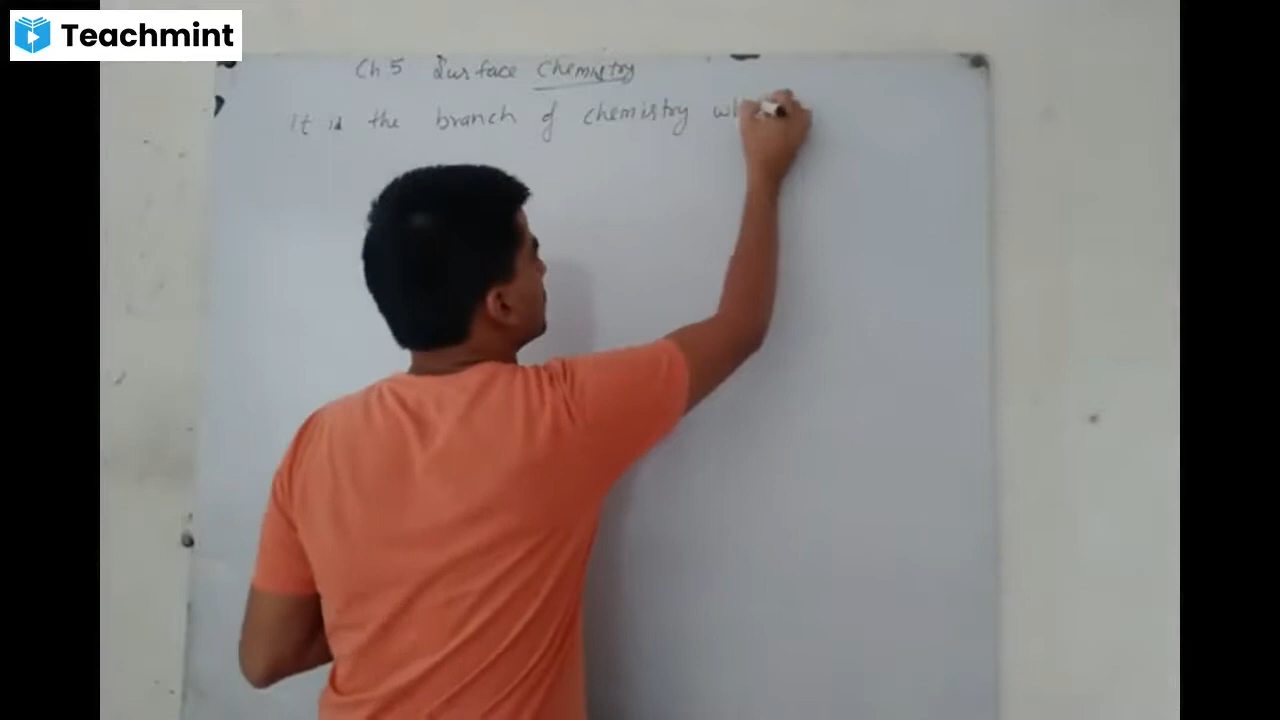 Teachmint
Ch 5 Surface Chemistry
It is the branch of chemistry